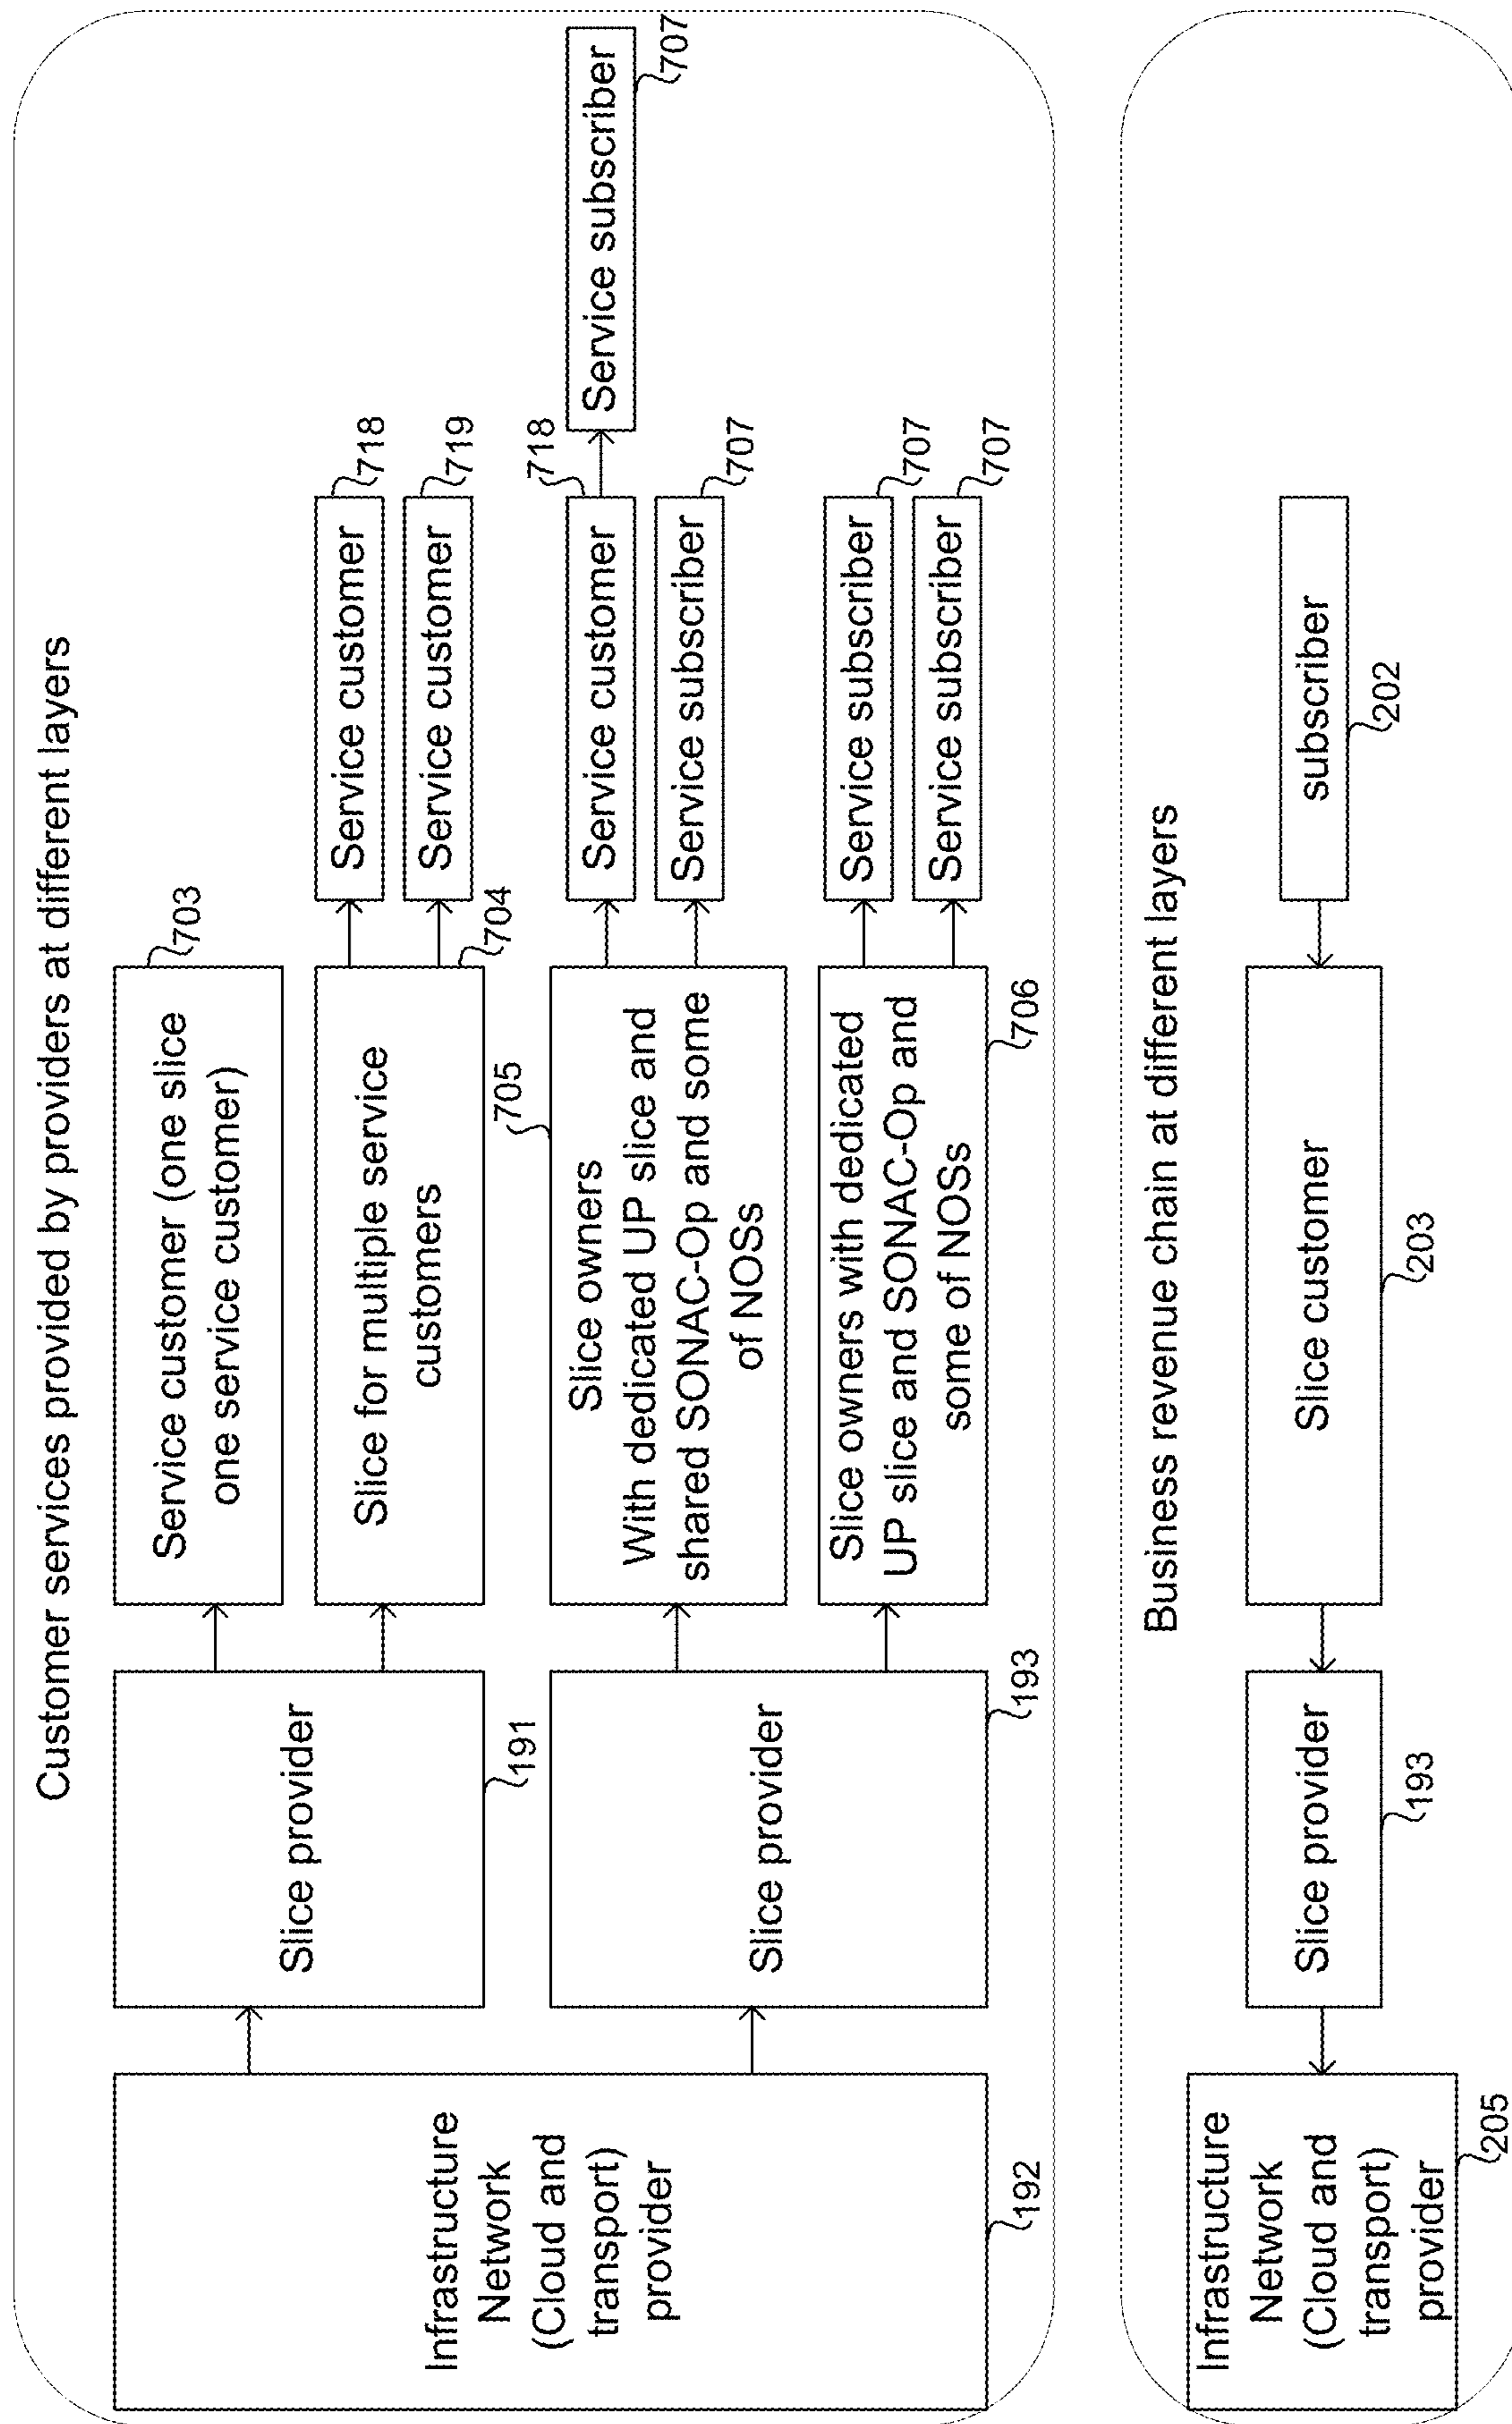 Customer services provided by providers at different layers
Infrastructure
Network
(Cloud and
transport)
provider
192
Slice provider
191
Slice provider
193
Service customer (one slice
one service customer)
703
Slice for multiple service
customers
704
705
Slice owners
With dedicated UP slice and
shared SONAC-Op and some
of NOSs
Slice owners with dedicated
UP slice and SONAC-Op and
some of NOSs
706
Service customer
718
Service customer
719
Service customer
718
Service subscriber
707
Service subscriber
707
Service subscriber
707
Service subscriber
707
Business revenue chain at different layers
Infrastructure
Network
(Cloud and
transport)
provider
205
Slice provider
193
Slice customer
203
subscriber
202